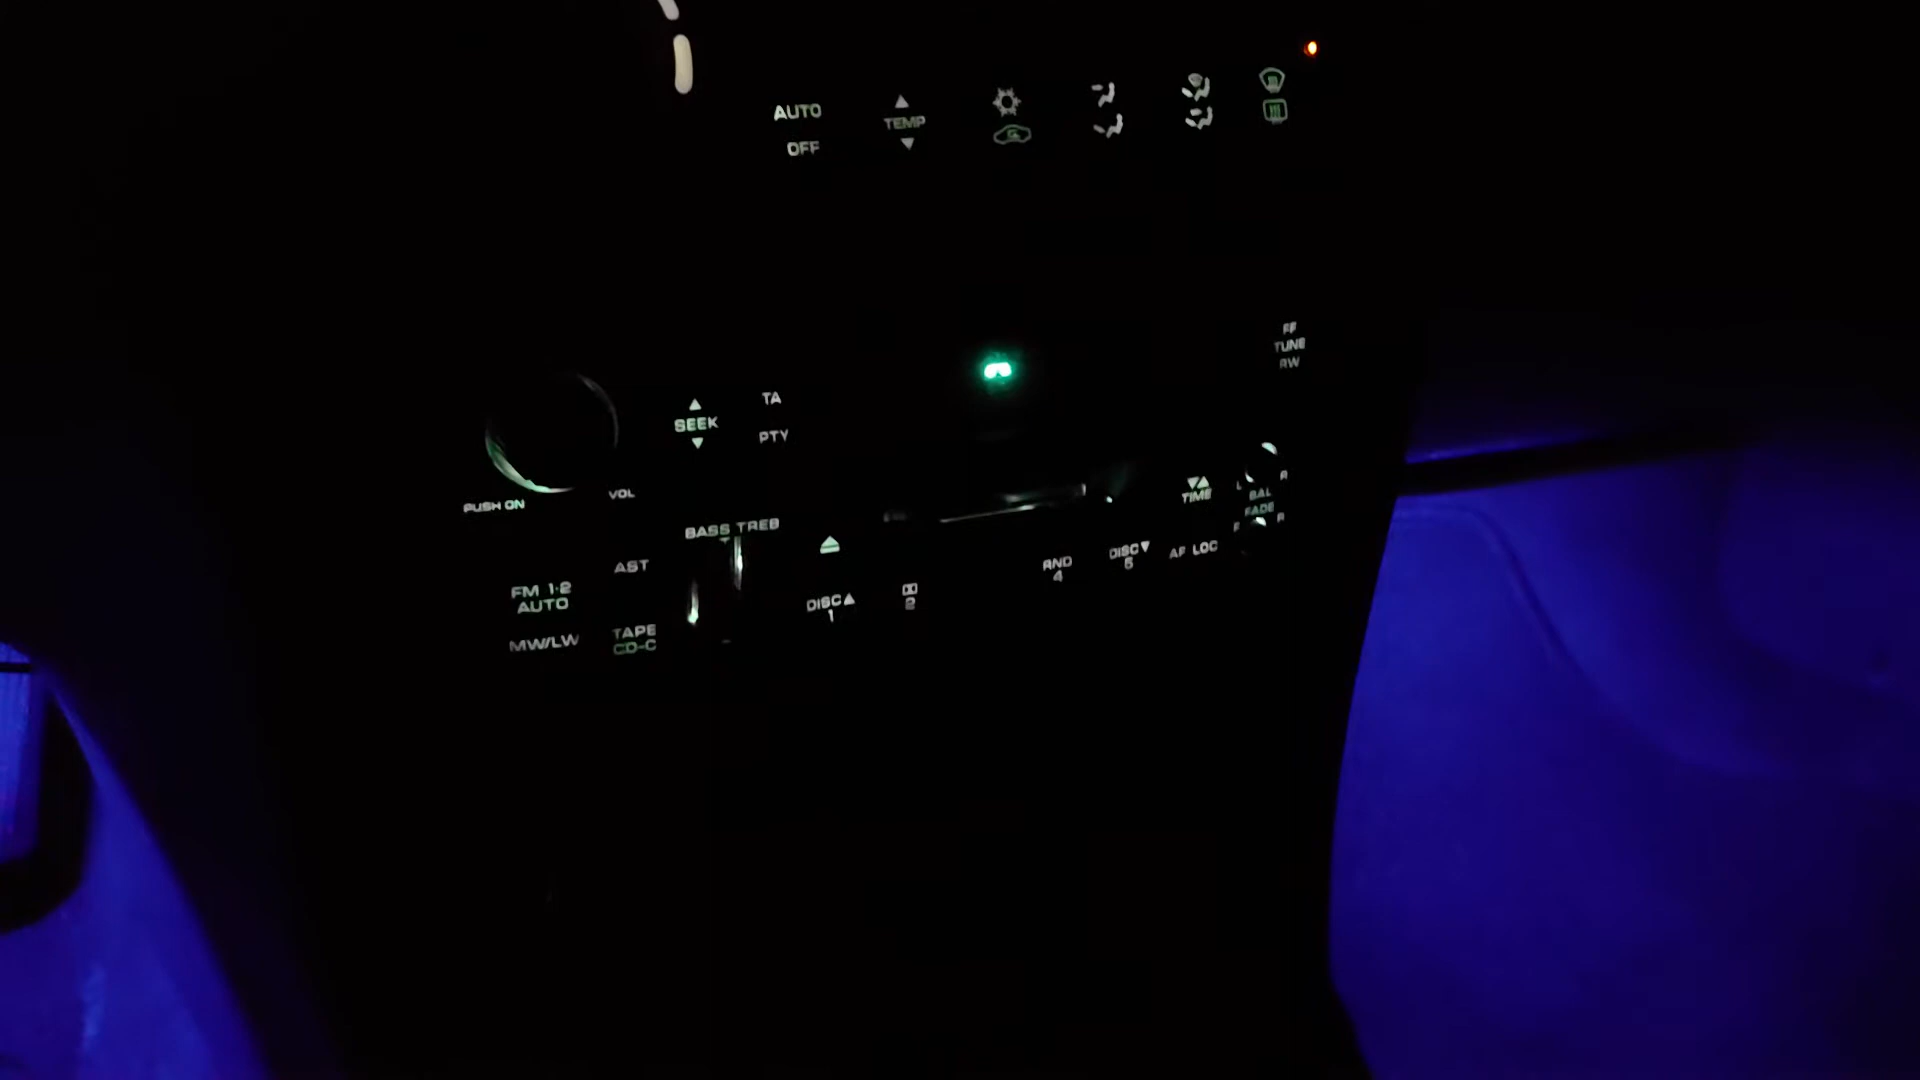 AUTO
TEMP
OFF
FF
TUNE
RW
SEEK
TA
PTY
PUSH ON
VOL
TIME
L R
BAL
FADE
F R
BASS TREB
AST
FM 1·2
AUTO
MW/LW
TAPE
CD-C
DISC▲
1
2
RND
4
DISC▼
5
AF LOC